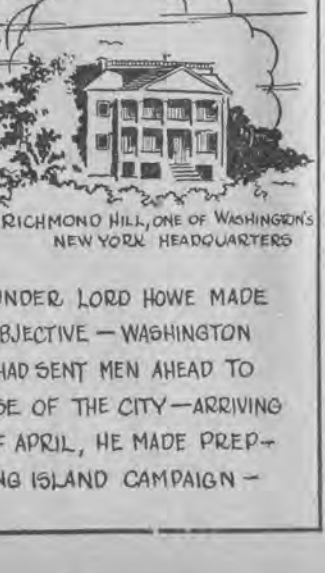 RICHMOND HILL, ONE OF WASHINGTON'S
NEW YORK HEADQUARTERS
UNDER LORD HOWE MADE
BJECTIVE — WASHINGTON
HAD SENT MEN AHEAD TO
SE OF THE CITY — ARRIVING
F APRIL, HE MADE PREP-
NG ISLAND CAMPAIGN —